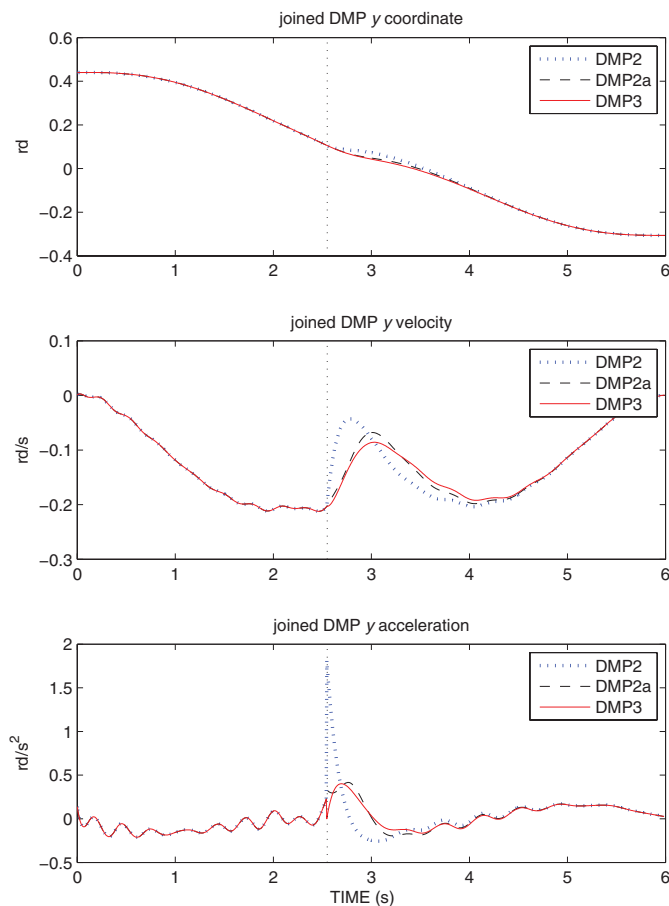 joined DMP y coordinate
0.6
0.4
0.2
0
−0.2
−0.4
rd
DMP2
DMP2a
DMP3
0 1 2 3 4 5 6
joined DMP y velocity
0.1
0
−0.1
−0.2
−0.3
rd/s
DMP2
DMP2a
DMP3
0 1 2 3 4 5 6
joined DMP y acceleration
2
1.5
1
0.5
0
−0.5
rd/s²
DMP2
DMP2a
DMP3
0 1 2 3 4 5 6
TIME (s)